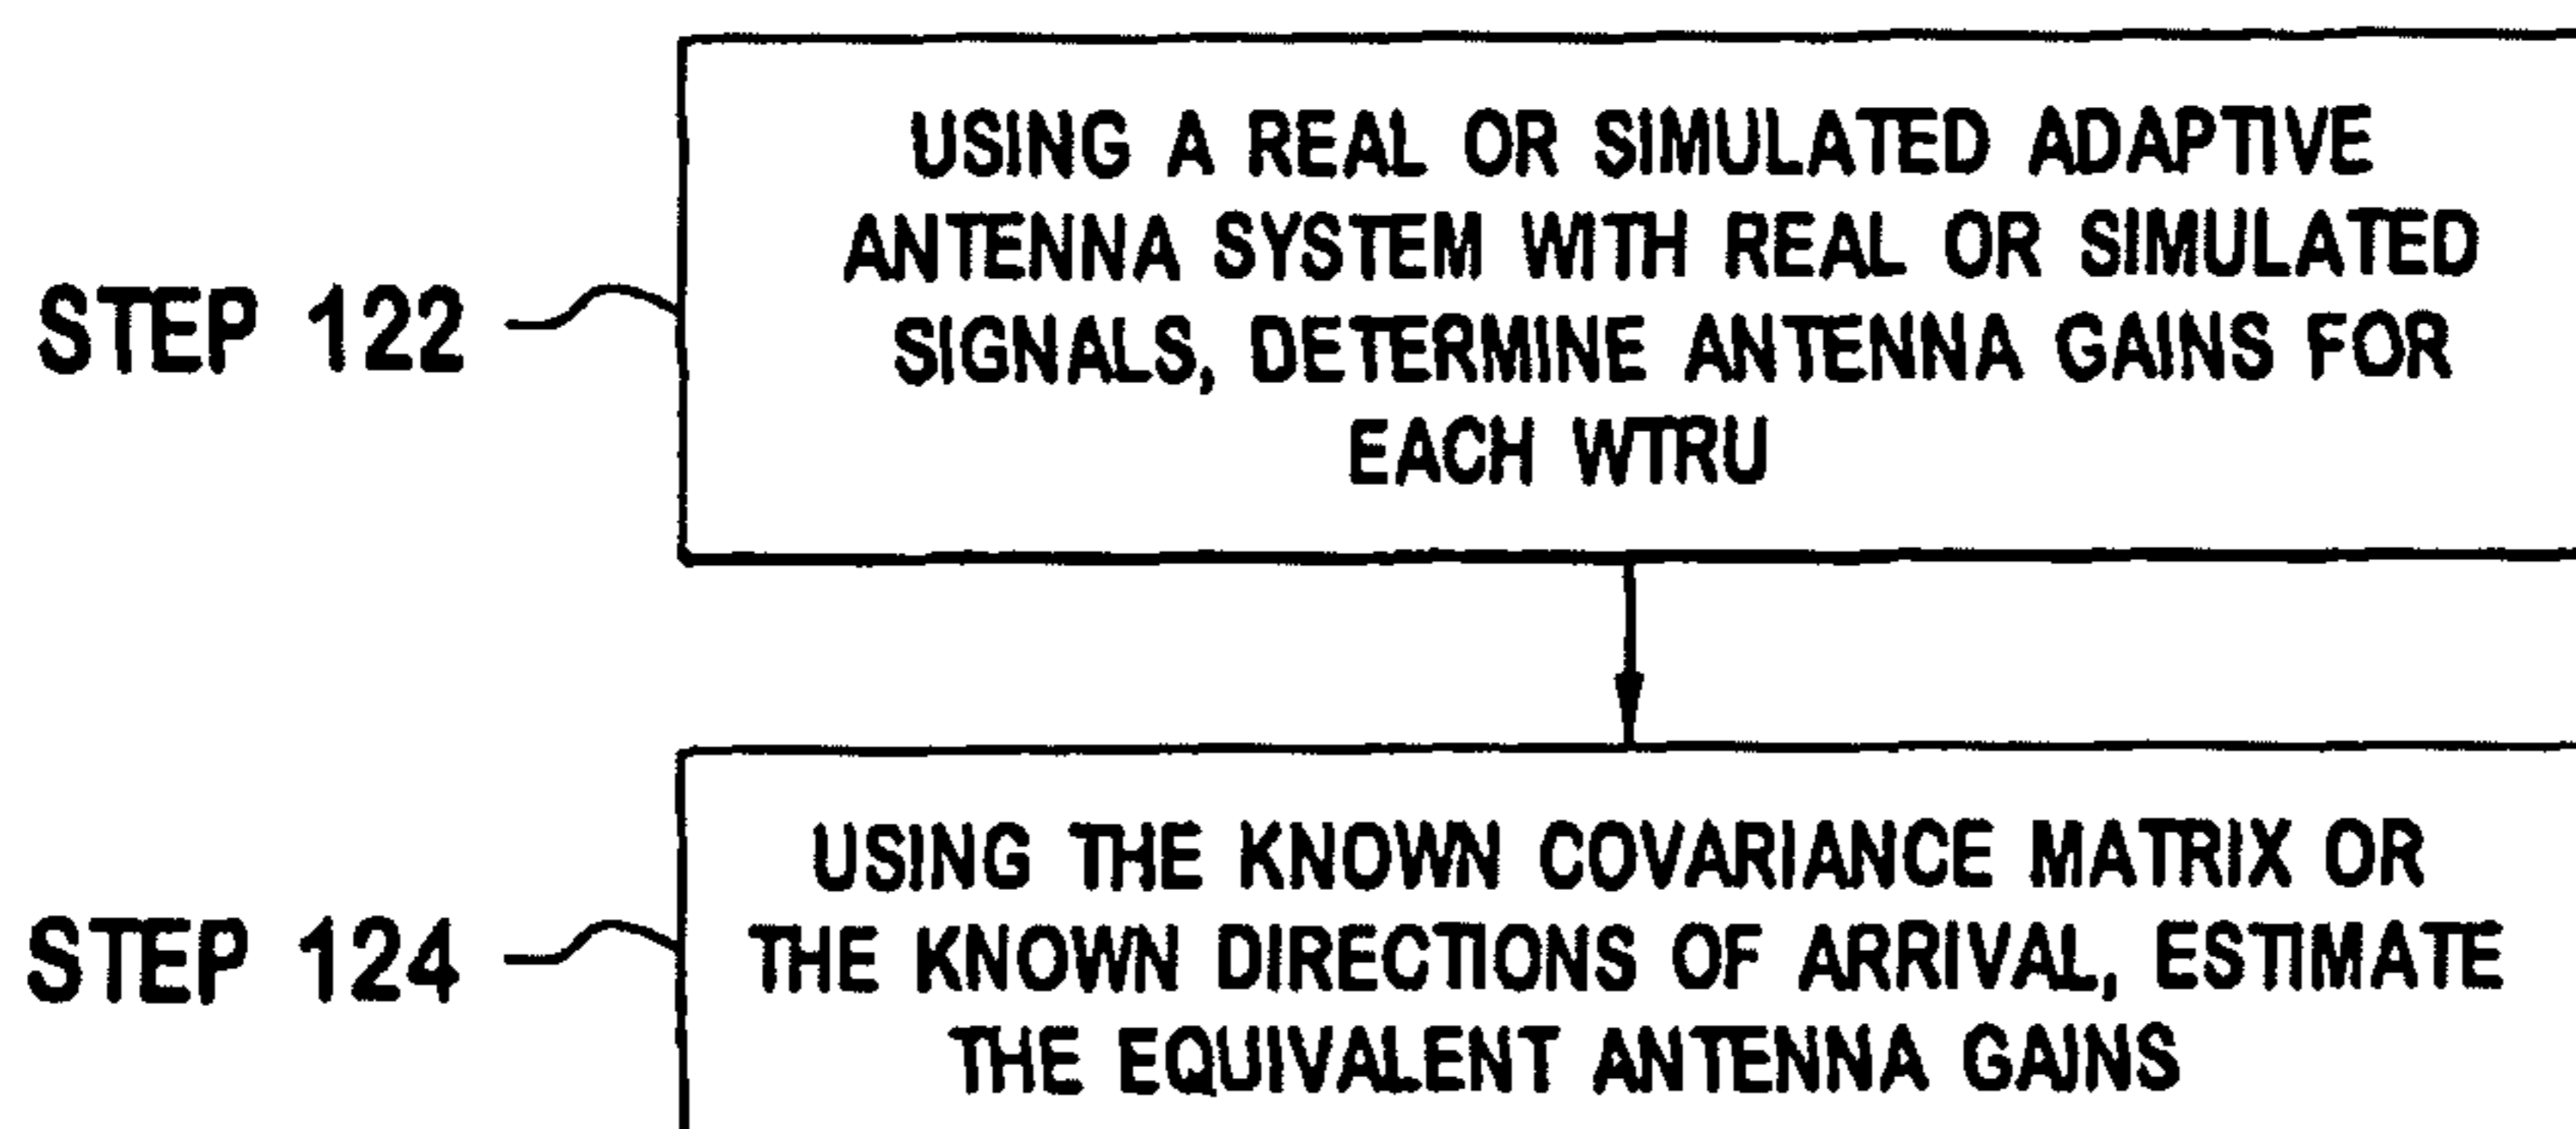 USING A REAL OR SIMULATED ADAPTIVE
ANTENNA SYSTEM WITH REAL OR SIMULATED
SIGNALS, DETERMINE ANTENNA GAINS FOR
EACH WTRU
STEP 122
USING THE KNOWN COVARIANCE MATRIX OR
THE KNOWN DIRECTIONS OF ARRIVAL, ESTIMATE
THE EQUIVALENT ANTENNA GAINS
STEP 124